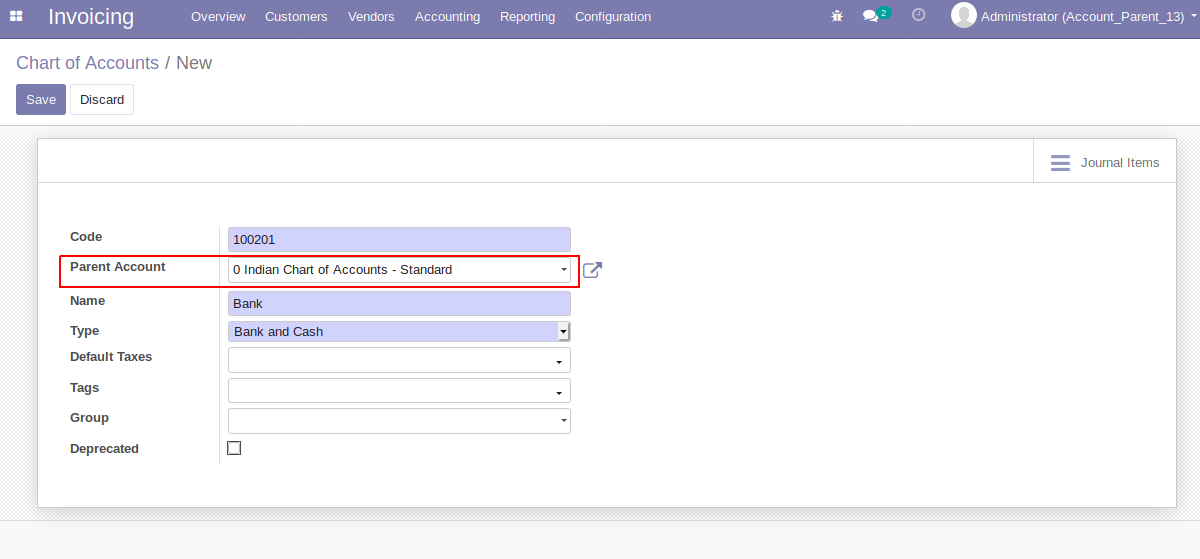 Invoicing Overview Customers Vendors Accounting Reporting Configuration 2 Administrator (Account_Parent_13)
Chart of Accounts / New
Save Discard
Journal Items
Code 100201
Parent Account 0 Indian Chart of Accounts - Standard
Name Bank
Type Bank and Cash
Default Taxes
Tags
Group
Deprecated